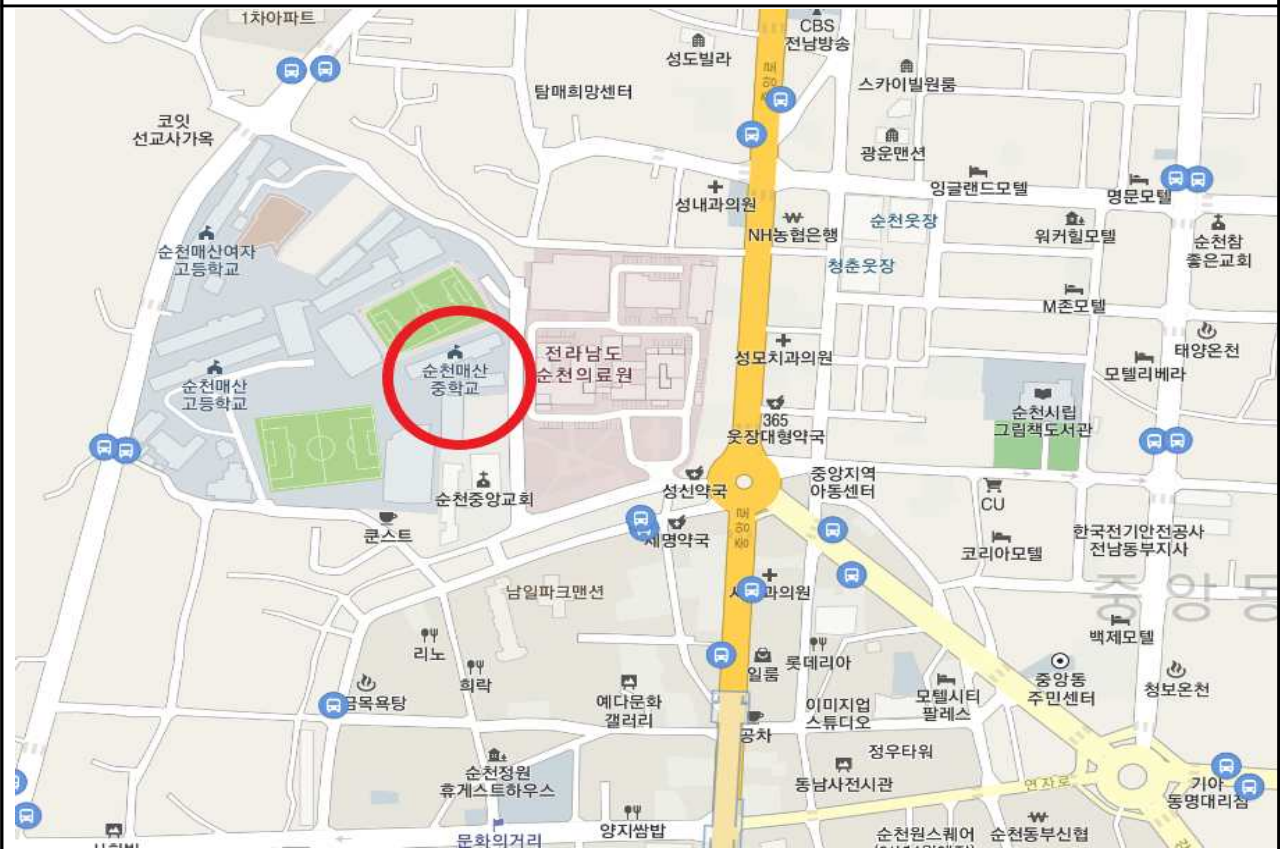 1차아파트
CBS
전남방송
성도빌라
중앙로
탐매희망센터
스카이빌원룸
코잇
선교사가옥
광운맨션
잉글랜드모텔
명문모텔
성내과의원
NH농협은행
순천웃장
워커힐모텔
순천참
좋은교회
순천매산여자
고등학교
청춘웃장
M존모텔
태양온천
전라남도
순천의료원
성모치과의원
모텔리베라
순천매산
중학교
순천매산
고등학교
365
웃장대형약국
순천시립
그림책도서관
순천중앙교회
성신약국
중앙지역
아동센터
CU
쿤스트
세명약국
중앙로
코리아모텔
한국전기안전공사
전남동부지사
남일파크맨션
과의원
중앙동
백제모텔
리노
희락
일룸
롯데리아
중앙동
주민센터
청보온천
금목욕탕
예다문화
갤러리
이미지업
스튜디오
모텔시티
팔레스
공차
정우타워
순천정원
휴게스트하우스
동남사전시관
연자로
기아
동명대리점
양지쌈밥
문화의거리
순천원스퀘어
순천동부신협